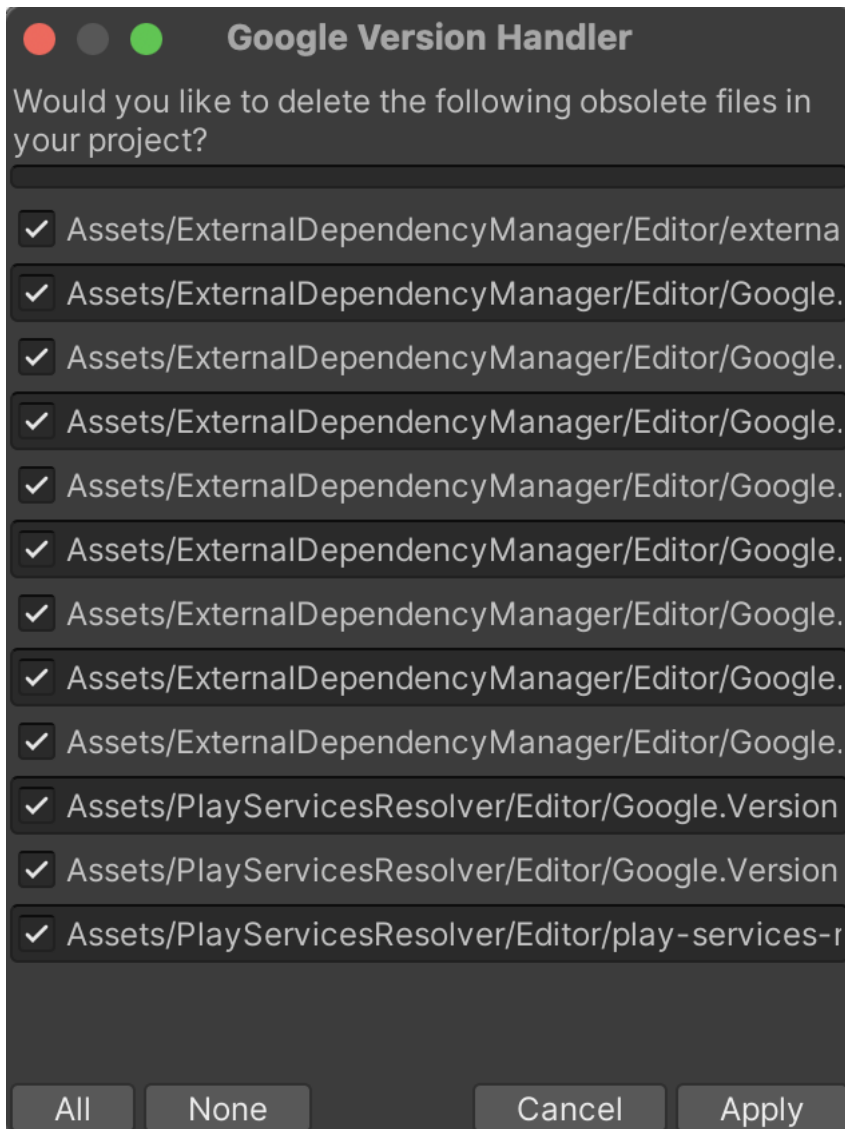 Google Version Handler
Would you like to delete the following obsolete files in
your project?
Assets/ExternalDependencyManager/Editor/externa
Assets/ExternalDependencyManager/Editor/Google.
Assets/ExternalDependencyManager/Editor/Google.
Assets/ExternalDependencyManager/Editor/Google.
Assets/ExternalDependencyManager/Editor/Google.
Assets/ExternalDependencyManager/Editor/Google.
Assets/ExternalDependencyManager/Editor/Google.
Assets/ExternalDependencyManager/Editor/Google.
Assets/ExternalDependencyManager/Editor/Google.
Assets/PlayServicesResolver/Editor/Google.Version
Assets/PlayServicesResolver/Editor/Google.Version
Assets/PlayServicesResolver/Editor/play-services-r
All None Cancel Apply